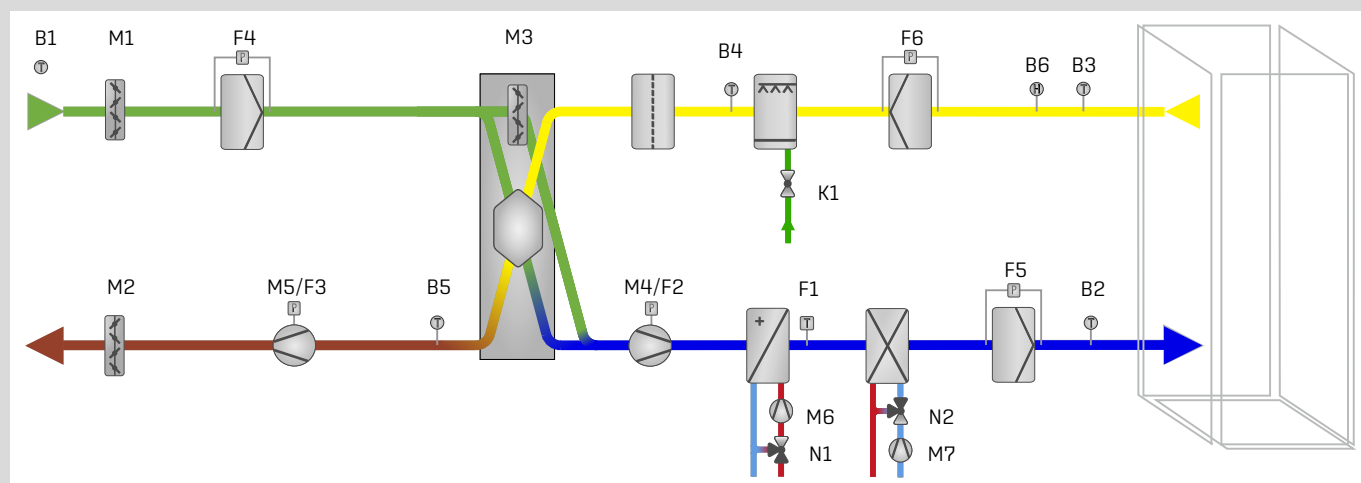 B1 M1 F4 M3 B4 F6 B6 B3
T P T P H T
K1
M2 M5/F3 B5 M4/F2 F1 F5 B2
P T P + T P T
M6 N2
N1 M7